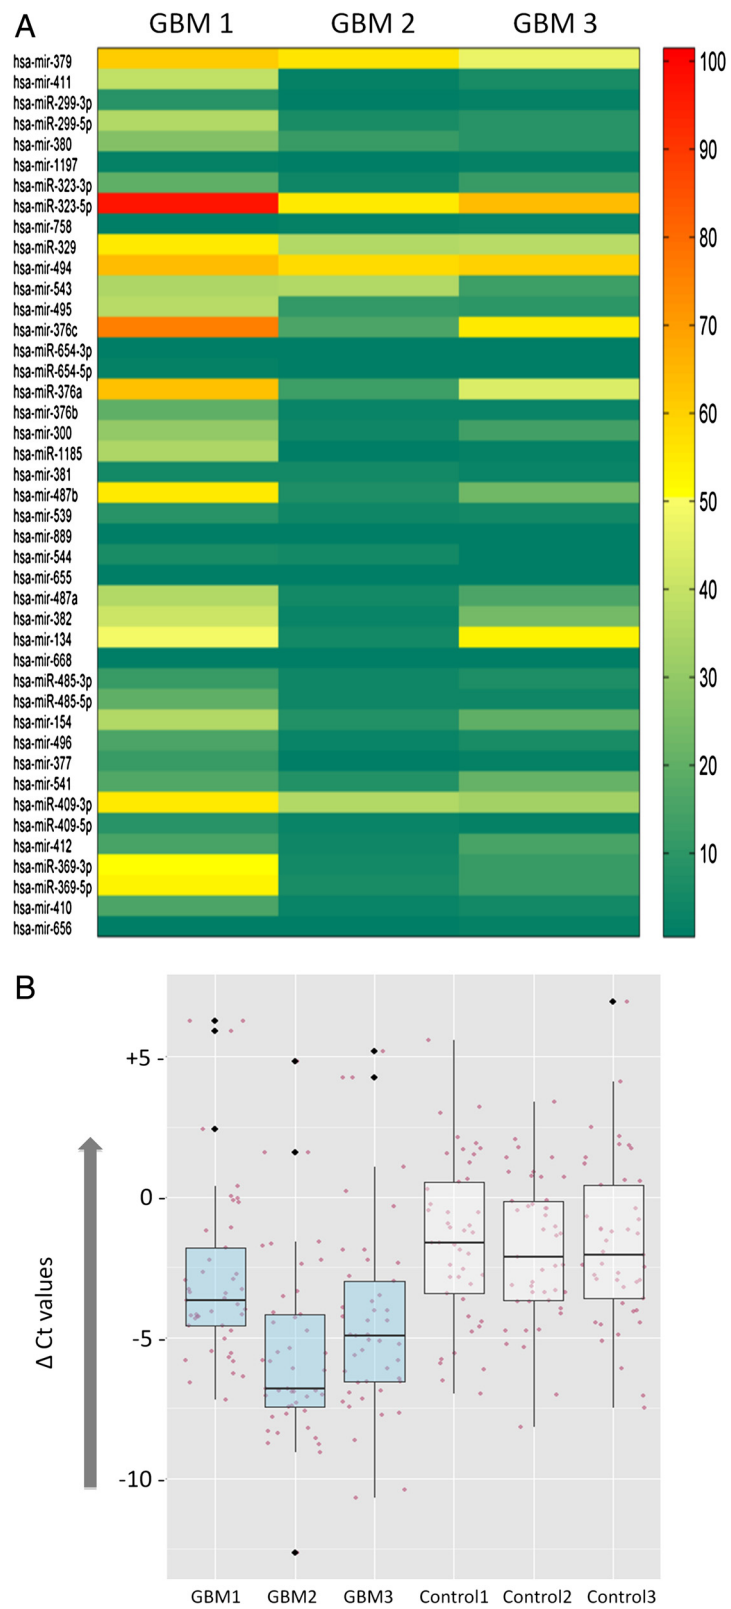 A
GBM 1 GBM 2 GBM 3
hsa-mir-379
hsa-mir-411
hsa-miR-299-3p
hsa-miR-299-5p
hsa-mir-380
hsa-mir-1197
hsa-miR-323-3p
hsa-miR-323-5p
hsa-mir-758
hsa-miR-329
hsa-mir-494
hsa-mir-543
hsa-mir-495
hsa-mir-376c
hsa-miR-654-3p
hsa-miR-654-5p
hsa-miR-376a
hsa-mir-376b
hsa-mir-300
hsa-miR-1185
hsa-mir-381
hsa-mir-487b
hsa-mir-539
hsa-mir-889
hsa-mir-544
hsa-mir-655
hsa-mir-487a
hsa-mir-382
hsa-mir-134
hsa-mir-668
hsa-miR-485-3p
hsa-miR-485-5p
hsa-mir-154
hsa-mir-496
hsa-mir-377
hsa-mir-541
hsa-miR-409-3p
hsa-miR-409-5p
hsa-mir-412
hsa-miR-369-3p
hsa-miR-369-5p
hsa-mir-410
hsa-mir-656
100
90
80
70
60
50
40
30
20
10
B
Δ Ct values
+5 -
0 -
-5 -
-10 -
GBM1 GBM2 GBM3 Control1 Control2 Control3